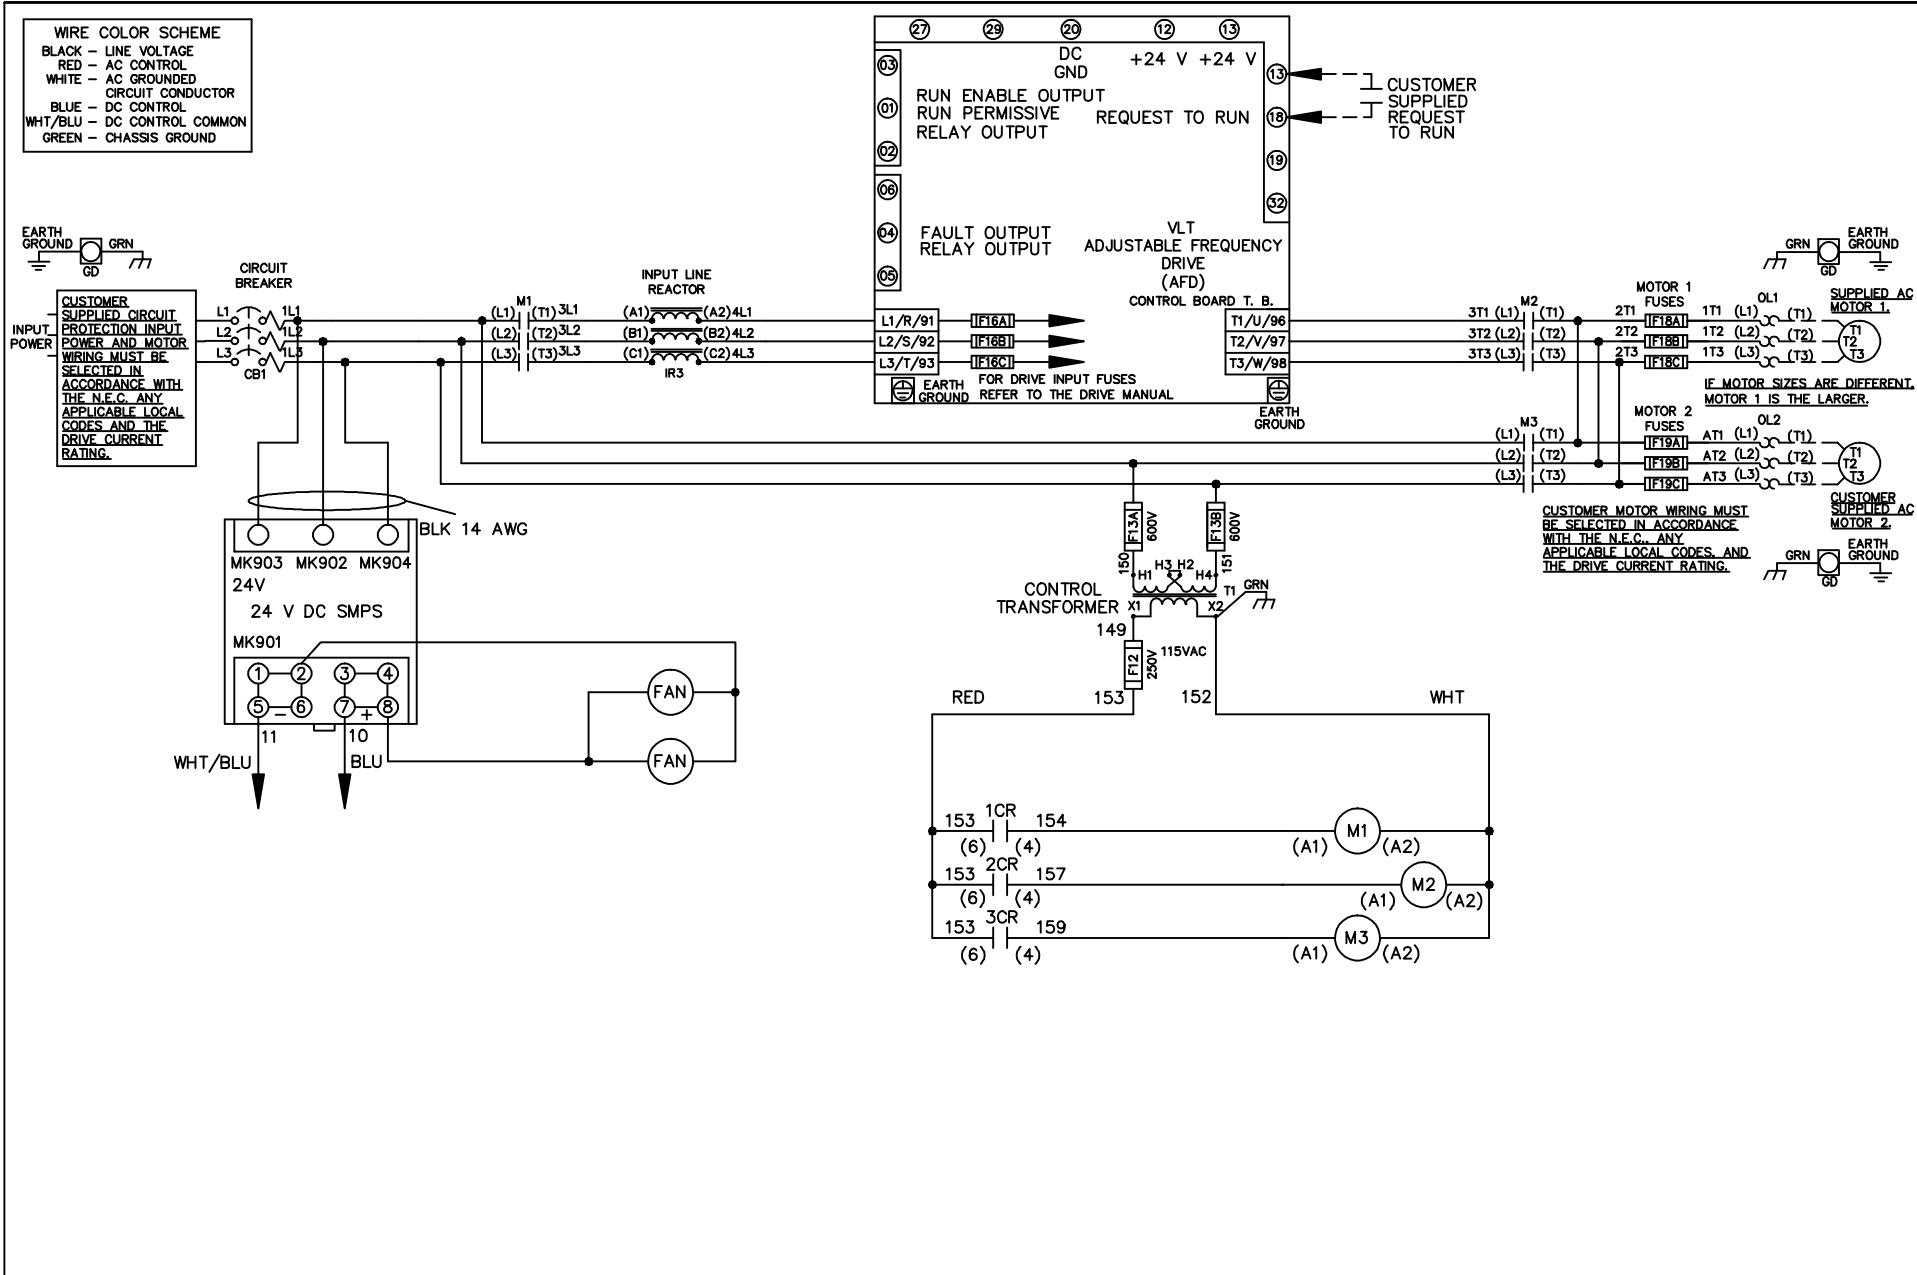 WIRE COLOR SCHEME
BLACK – LINE VOLTAGE
RED – AC CONTROL
WHITE – AC GROUNDED
CIRCUIT CONDUCTOR
BLUE – DC CONTROL
WHT/BLU – DC CONTROL COMMON
GREEN – CHASSIS GROUND
27 29 20 12 13
DC
GND
+24 V +24 V
03
01
02
RUN ENABLE OUTPUT
RUN PERMISSIVE
RELAY OUTPUT
REQUEST TO RUN
13
18
19
32
CUSTOMER
SUPPLIED
REQUEST
TO RUN
06
04
05
FAULT OUTPUT
RELAY OUTPUT
VLT
ADJUSTABLE FREQUENCY
DRIVE
(AFD)
CONTROL BOARD T. B.
L1/R/91 F16A T1/U/96
L2/S/92 F16B T2/V/97
L3/T/93 F16C T3/W/98
EARTH
GROUND
FOR DRIVE INPUT FUSES
REFER TO THE DRIVE MANUAL
EARTH
GROUND
EARTH
GROUND
GRN
GD
INPUT
POWER
CUSTOMER
SUPPLIED CIRCUIT
PROTECTION INPUT
POWER AND MOTOR
WIRING MUST BE
SELECTED IN
ACCORDANCE WITH
THE N.E.C. ANY
APPLICABLE LOCAL
CODES AND THE
DRIVE CURRENT
RATING.
CIRCUIT
BREAKER
L1 1L1
L2 1L2
L3 1L3
CB1
M1
(L1) (T1) 3L1
(L2) (T2) 3L2
(L3) (T3) 3L3
INPUT LINE
REACTOR
(A1) (A2) 4L1
(B1) (B2) 4L2
(C1) (C2) 4L3
IR3
M2
3T1 (L1) (T1)
3T2 (L2) (T2)
3T3 (L3) (T3)
MOTOR 1
FUSES
2T1 F18A 1T1
2T2 F18B 1T2
2T3 F18C 1T3
OL1
(L1) (T1)
(L2) (T2)
(L3) (T3)
GRN
GD
EARTH
GROUND
SUPPLIED AC
MOTOR 1.
T1
T2
T3
IF MOTOR SIZES ARE DIFFERENT,
MOTOR 1 IS THE LARGER.
M3
(L1) (T1)
(L2) (T2)
(L3) (T3)
MOTOR 2
FUSES
F19A AT1
F19B AT2
F19C AT3
OL2
(L1) (T1)
(L2) (T2)
(L3) (T3)
T1
T2
T3
CUSTOMER
SUPPLIED AC
MOTOR 2.
CUSTOMER MOTOR WIRING MUST
BE SELECTED IN ACCORDANCE
WITH THE N.E.C., ANY
APPLICABLE LOCAL CODES, AND
THE DRIVE CURRENT RATING.
GRN
GD
EARTH
GROUND
BLK 14 AWG
MK903 MK902 MK904
24V
24 V DC SMPS
MK901
1 2 3 4
5 – 6 7 + 8
11 10
WHT/BLU BLU
FAN
FAN
F13A 600V
F13B 600V
150 151
H1 H3 H2 H4
CONTROL
TRANSFORMER
X1 X2
T1
GRN
149
F12 250V
115VAC
RED 153 152 WHT
153 1CR 154
(6) (4)
(A1) M1 (A2)
153 2CR 157
(6) (4)
(A1) M2 (A2)
153 3CR 159
(6) (4)
(A1) M3 (A2)